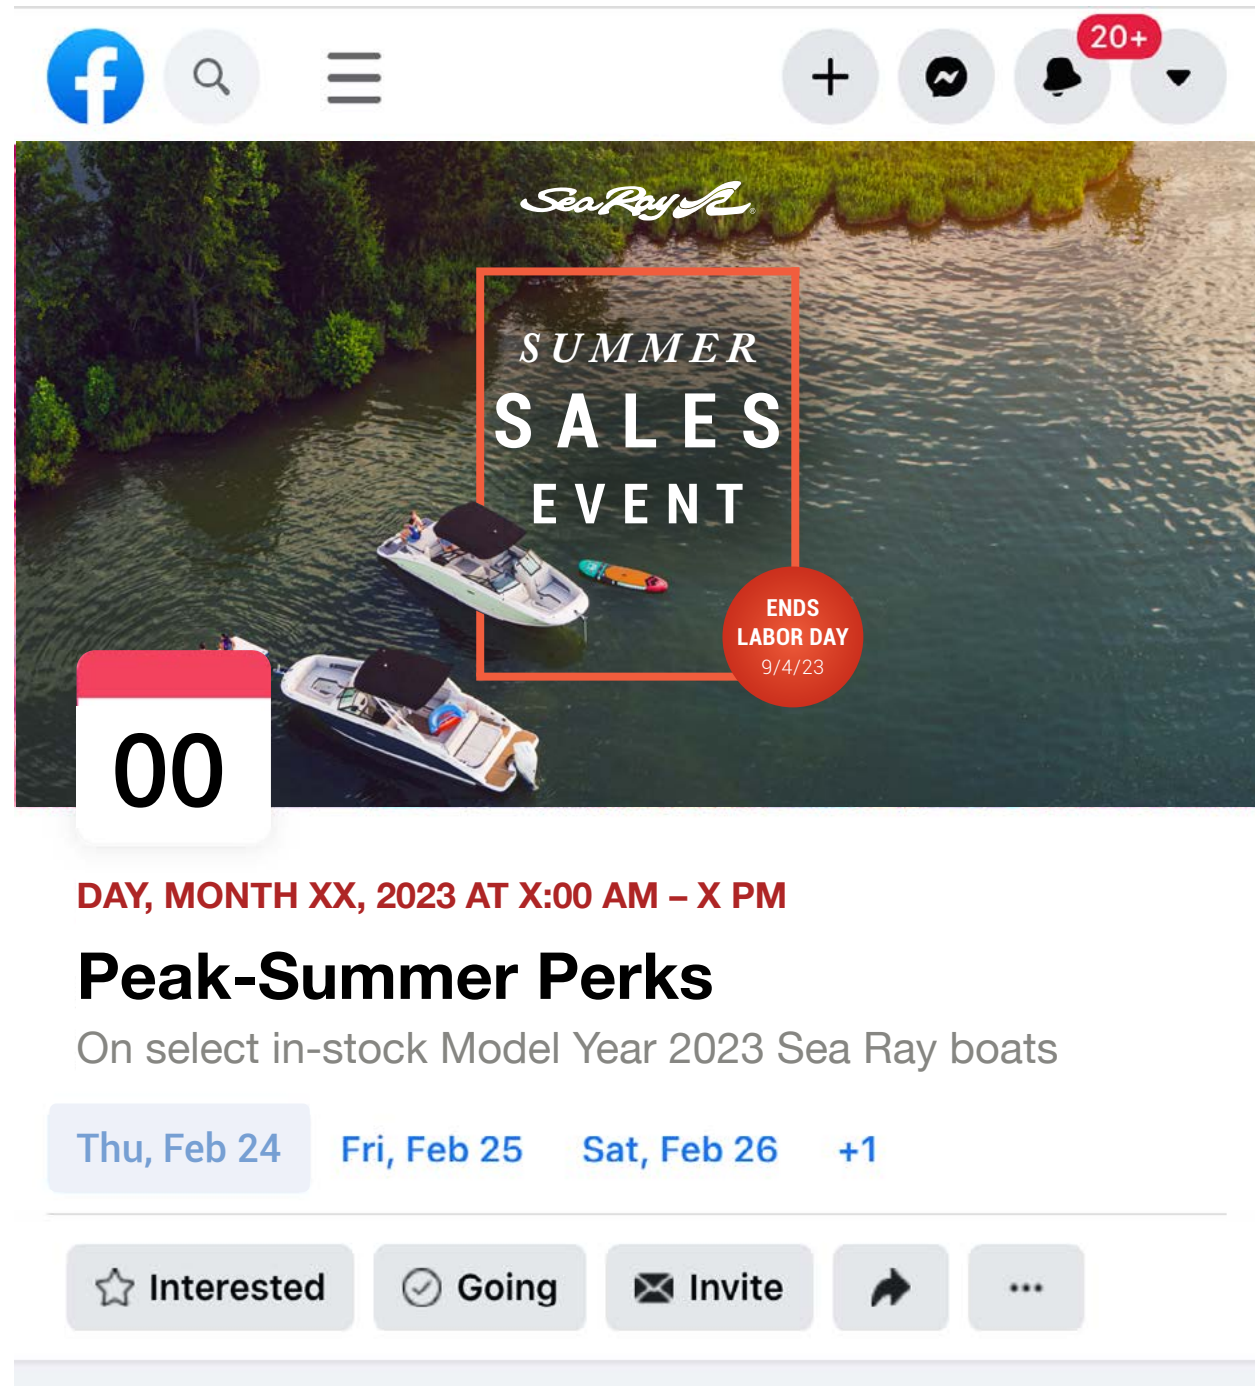 20+
Sea Ray
SUMMER
SALES
EVENT
ENDS
LABOR DAY
9/4/23
00
DAY, MONTH XX, 2023 AT X:00 AM – X PM
Peak-Summer Perks
On select in-stock Model Year 2023 Sea Ray boats
Thu, Feb 24 Fri, Feb 25 Sat, Feb 26 +1
Interested Going Invite ...